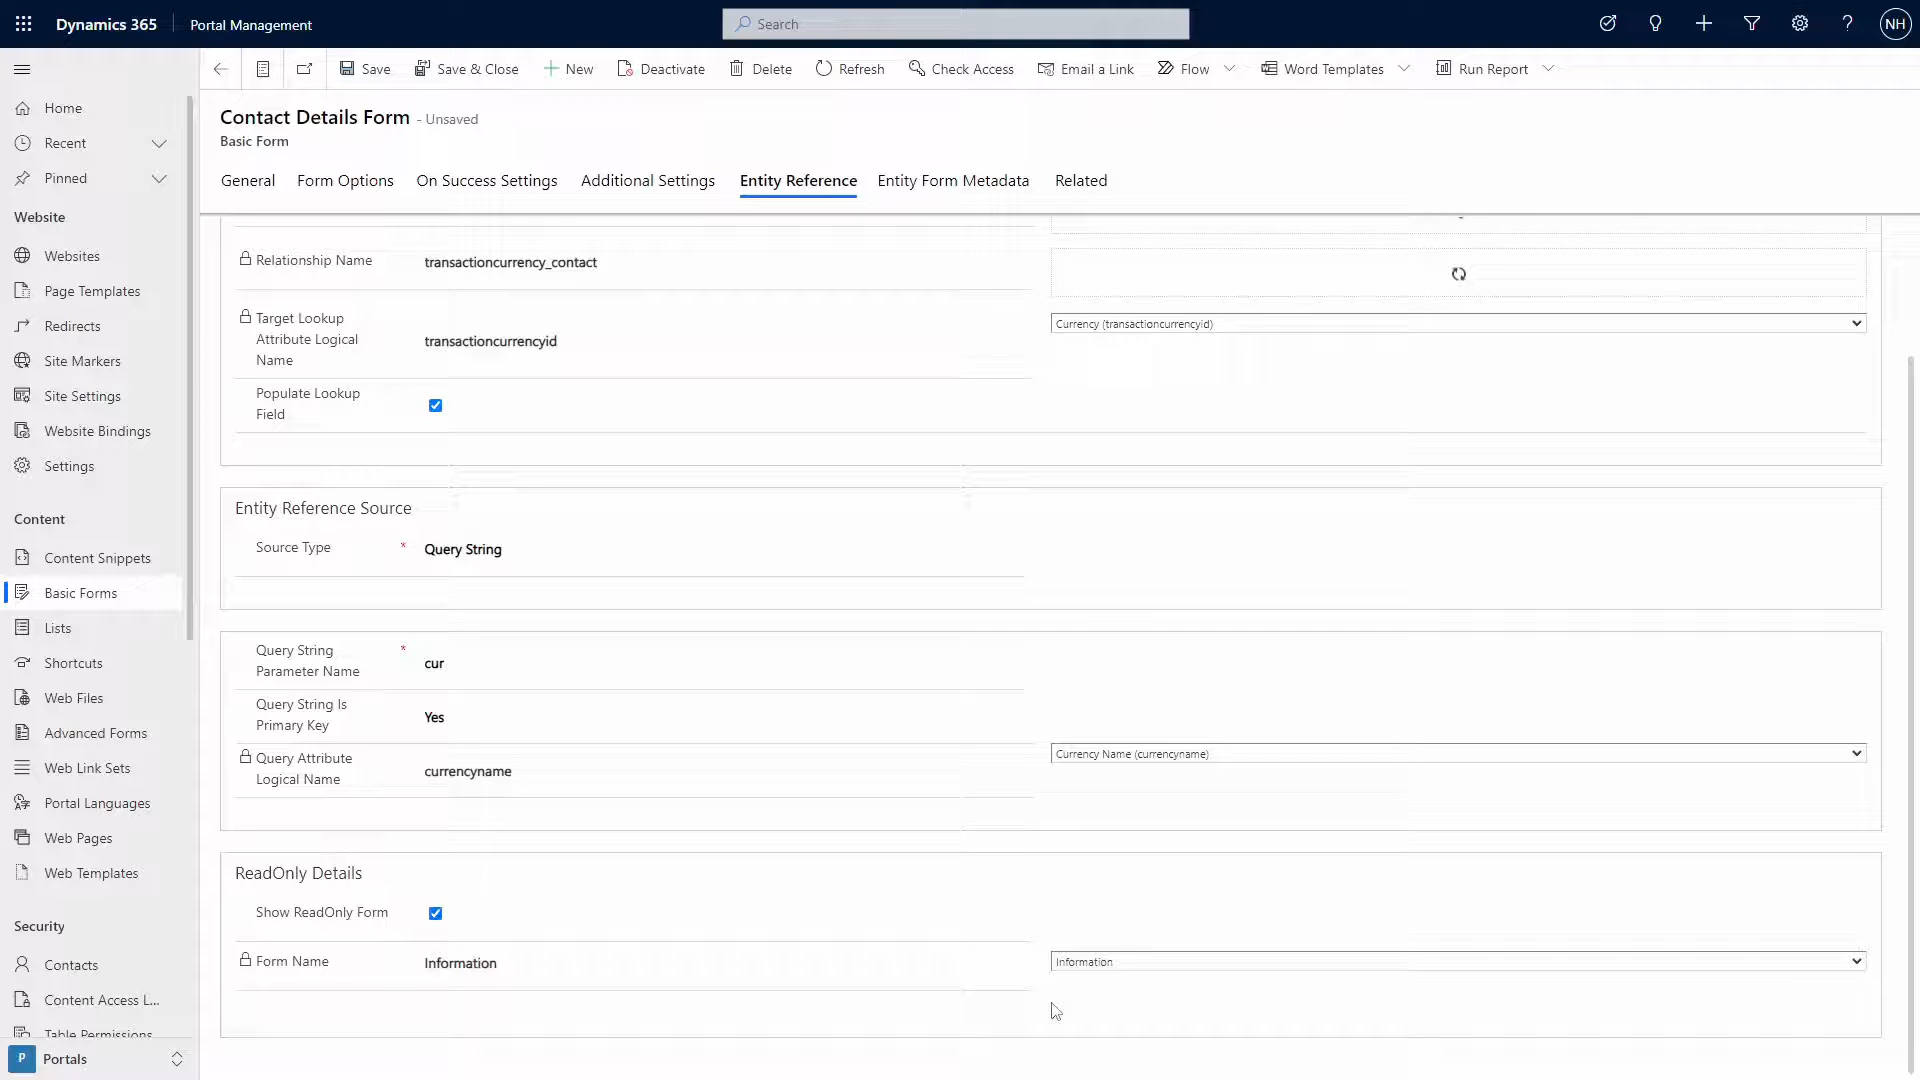 Dynamics 365
Portal Management
Search
NH
Save
Save & Close
New
Deactivate
Delete
Refresh
Check Access
Email a Link
Flow
Word Templates
Run Report
Home
Recent
Pinned
Website
Websites
Page Templates
Redirects
Site Markers
Site Settings
Website Bindings
Settings
Content
Content Snippets
Basic Forms
Lists
Shortcuts
Web Files
Advanced Forms
Web Link Sets
Portal Languages
Web Pages
Web Templates
Security
Contacts
Content Access L...
Table Permissions
P
Portals
Contact Details Form - Unsaved
Basic Form
General
Form Options
On Success Settings
Additional Settings
Entity Reference
Entity Form Metadata
Related
Relationship Name
transactioncurrency_contact
Target Lookup
Attribute Logical
Name
transactioncurrencyid
Currency (transactioncurrencyid)
Populate Lookup
Field
Entity Reference Source
Source Type
*
Query String
Query String
Parameter Name
*
cur
Query String Is
Primary Key
Yes
Query Attribute
Logical Name
currencyname
Currency Name (currencyname)
ReadOnly Details
Show ReadOnly Form
Form Name
Information
Information